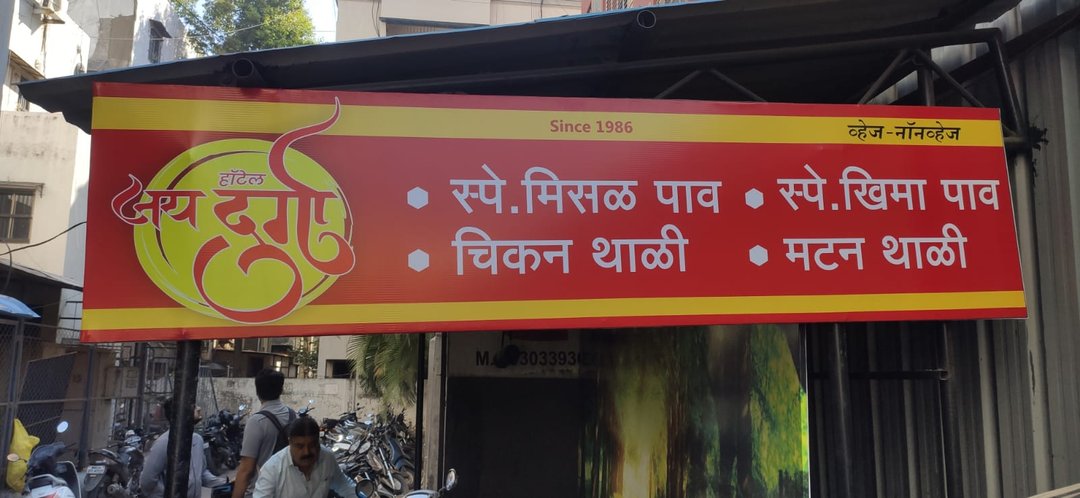 Since 1986
व्हेज - नॉनव्हेज
हॉटेल
जय दुर्गा
स्पे.मिसळ पाव
स्पे.खिमा पाव
चिकन थाळी
मटन थाळी